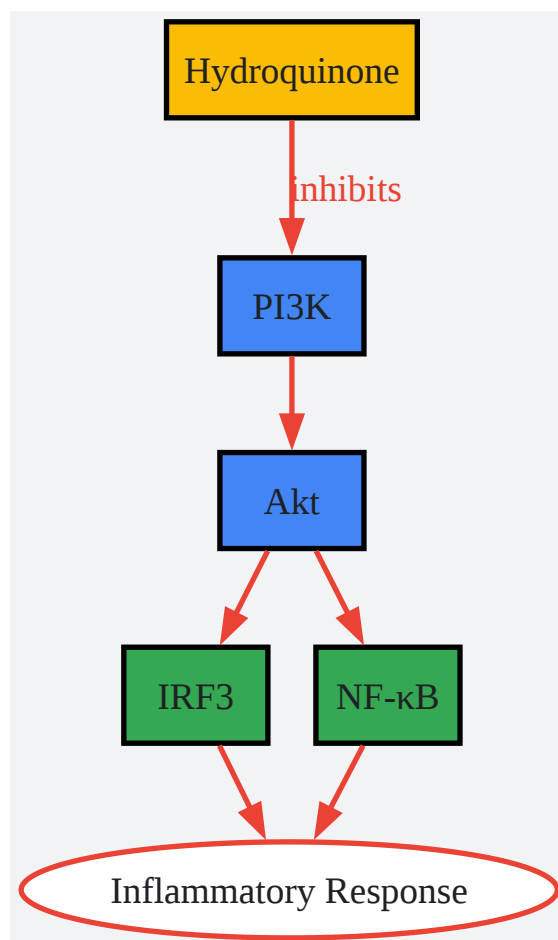 Hydroquinone
inhibits
PI3K
Akt
IRF3
NF-κB
Inflammatory Response